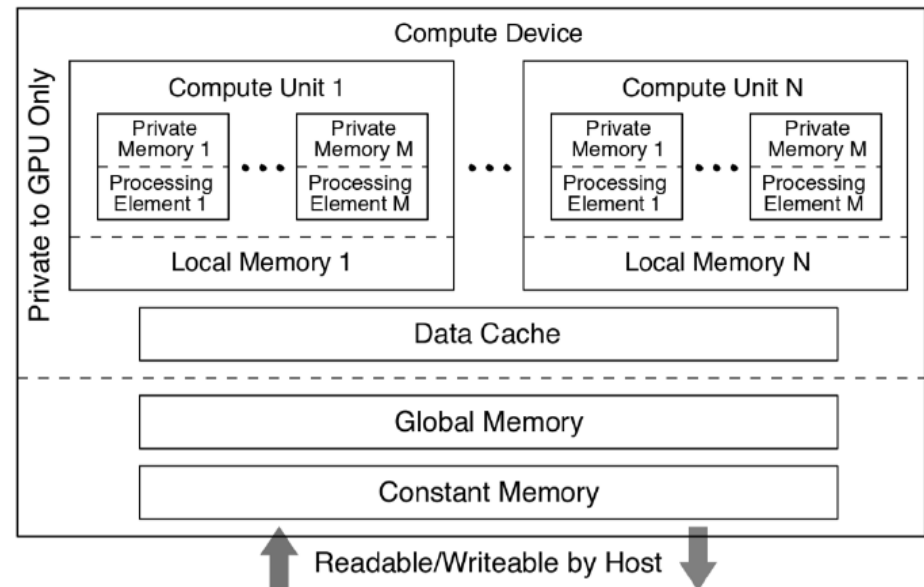 Compute Device
Private to GPU Only
Compute Unit 1
Private
Memory 1
Processing
Element 1
•••
Private
Memory M
Processing
Element M
Local Memory 1
•••
Compute Unit N
Private
Memory 1
Processing
Element 1
•••
Private
Memory M
Processing
Element M
Local Memory N
Data Cache
Global Memory
Constant Memory
Readable/Writeable by Host